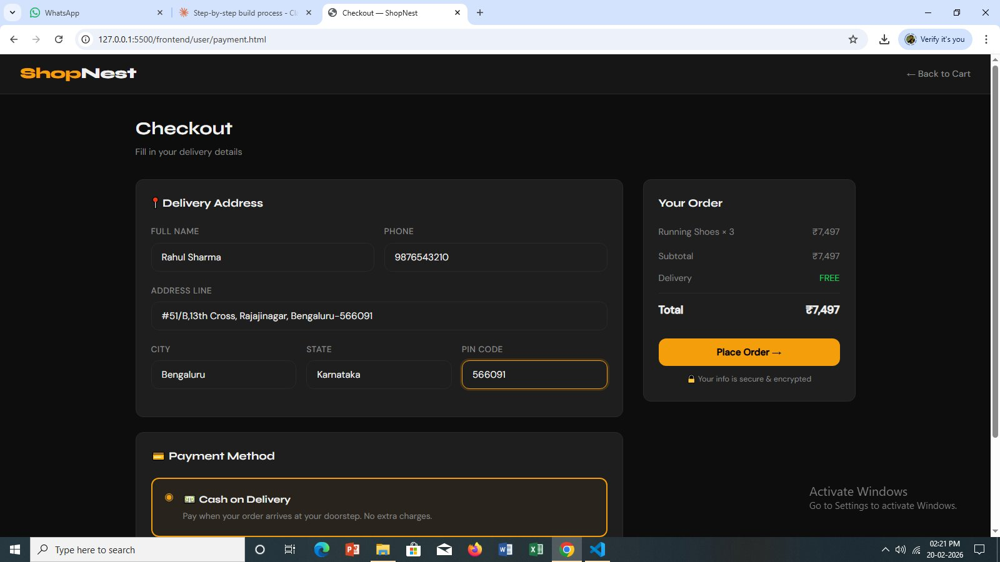 WhatsApp
Step-by-step build process - Cla
Checkout — ShopNest
127.0.0.1:5500/frontend/user/payment.html
Verify it's you
ShopNest
← Back to Cart
Checkout
Fill in your delivery details
📍 Delivery Address
FULL NAME
PHONE
Rahul Sharma
9876543210
ADDRESS LINE
#51/B,13th Cross, Rajajinagar, Bengaluru-566091
CITY
STATE
PIN CODE
Bengaluru
Karnataka
566091
Your Order
Running Shoes × 3
₹7,497
Subtotal
₹7,497
Delivery
FREE
Total
₹7,497
Place Order →
🔒 Your info is secure & encrypted
💳 Payment Method
💵 Cash on Delivery
Pay when your order arrives at your doorstep. No extra charges.
Activate Windows
Go to Settings to activate Windows.
Type here to search
02:21 PM
20-02-2026